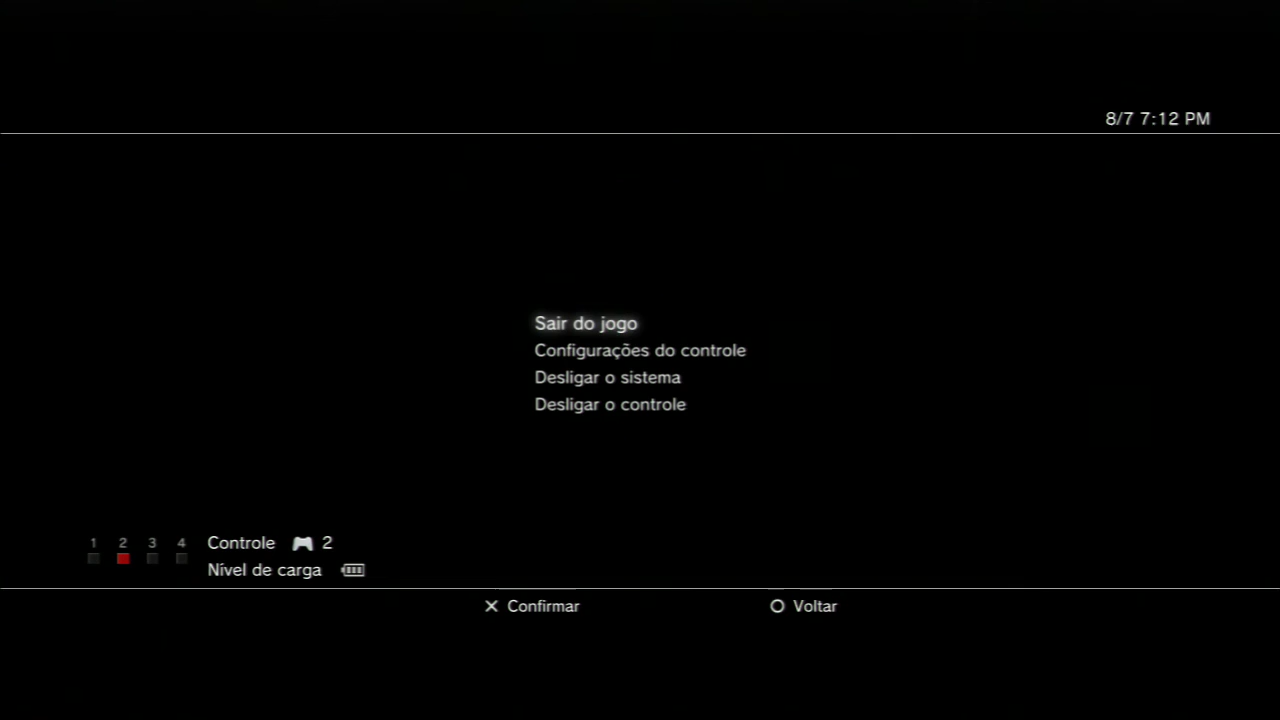 8/7 7:12 PM
Sair do jogo
Configurações do controle
Desligar o sistema
Desligar o controle
1 2 3 4
Controle 2
Nível de carga
Confirmar
Voltar